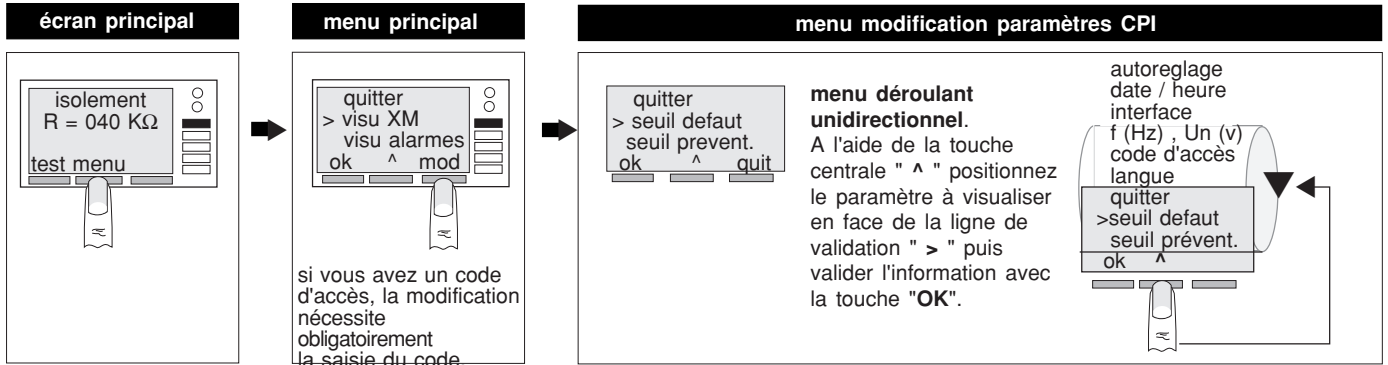 écran principal
menu principal
menu modification paramètres CPI
isolement
R = 040 KΩ
test menu
quitter
> visu XM
visu alarmes
ok ^ mod
si vous avez un code
d'accès, la modification
nécessite
obligatoirement
la saisie du code.
quitter
> seuil defaut
seuil prevent.
ok ^ quit
menu déroulant
unidirectionnel.
A l'aide de la touche
centrale " ^ " positionnez
le paramètre à visualiser
en face de la ligne de
validation " > " puis
valider l'information avec
la touche "OK".
autoreglage
date / heure
interface
f (Hz) , Un (v)
code d'accès
langue
quitter
>seuil defaut
seuil prévent.
ok ^